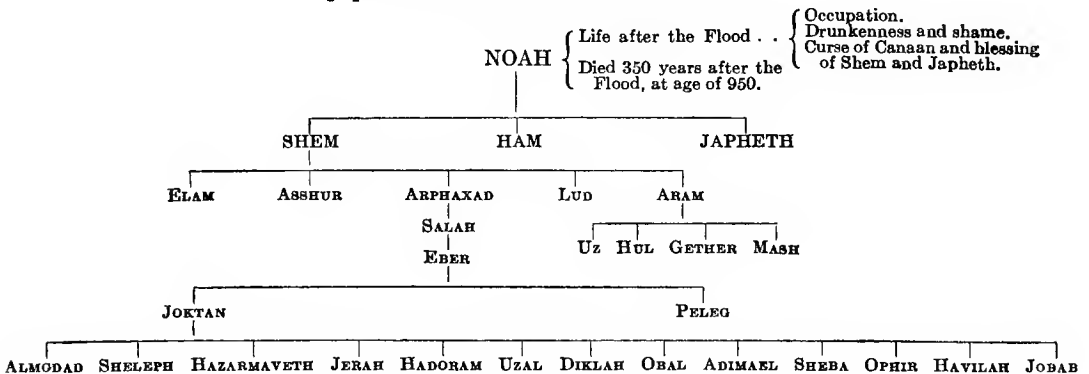 Occupation.
Life after the Flood . . Drunkenness and shame.
Curse of Canaan and blessing
NOAH
of Shem and Japheth.
Died 350 years after the
Flood, at age of 950.
SHEM HAM JAPHETH
ELAM ASSHUR ARPHAXAD LUD ARAM
SALAH
UZ HUL GETHER MASH
EBER
JOKTAN PELEG
ALMODAD SHELEPH HAZARMAVETH JERAH HADORAM UZAL DIKLAH OBAL ABIMAEL SHEBA OPHIR HAVILAH JOBAB